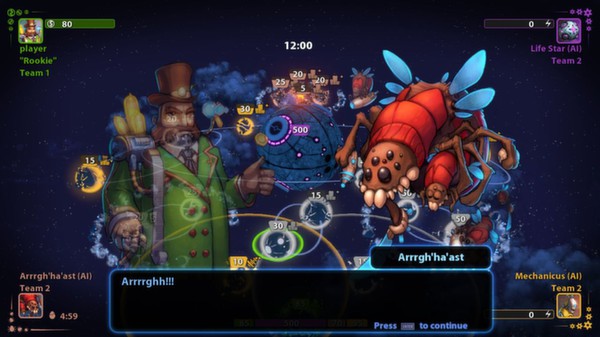 80
player
"Rookie"
Team 1
0
Life Star (AI)
Team 2
12:00
25
20
20
5
30
500
15
15
30
30
50
10
Arrrgh'ha'ast
Arrrrghh!!!
Press to continue
Arrrgh'ha'ast (AI)
Team 2
4:59
Mechanicus (AI)
Team 2
0